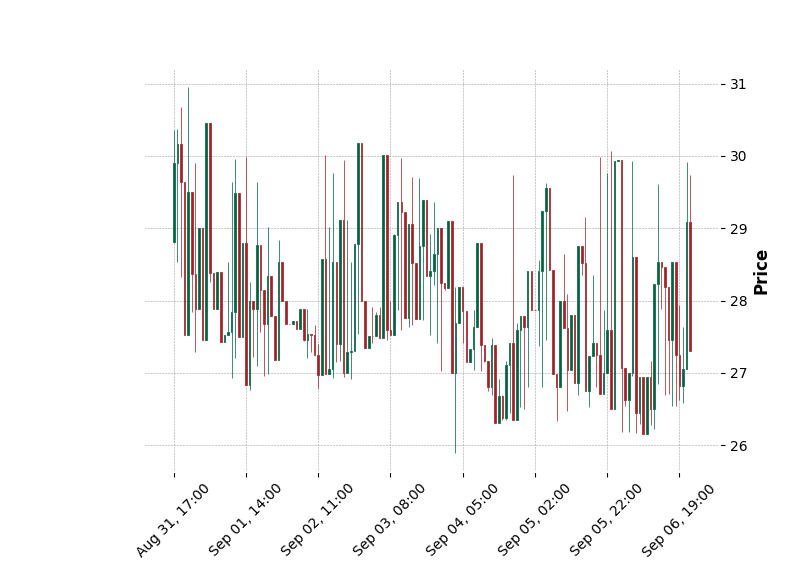 31
30
29
28
27
26
Price
Aug 31, 17:00
Sep 01, 14:00
Sep 02, 11:00
Sep 03, 08:00
Sep 04, 05:00
Sep 05, 02:00
Sep 05, 22:00
Sep 06, 19:00